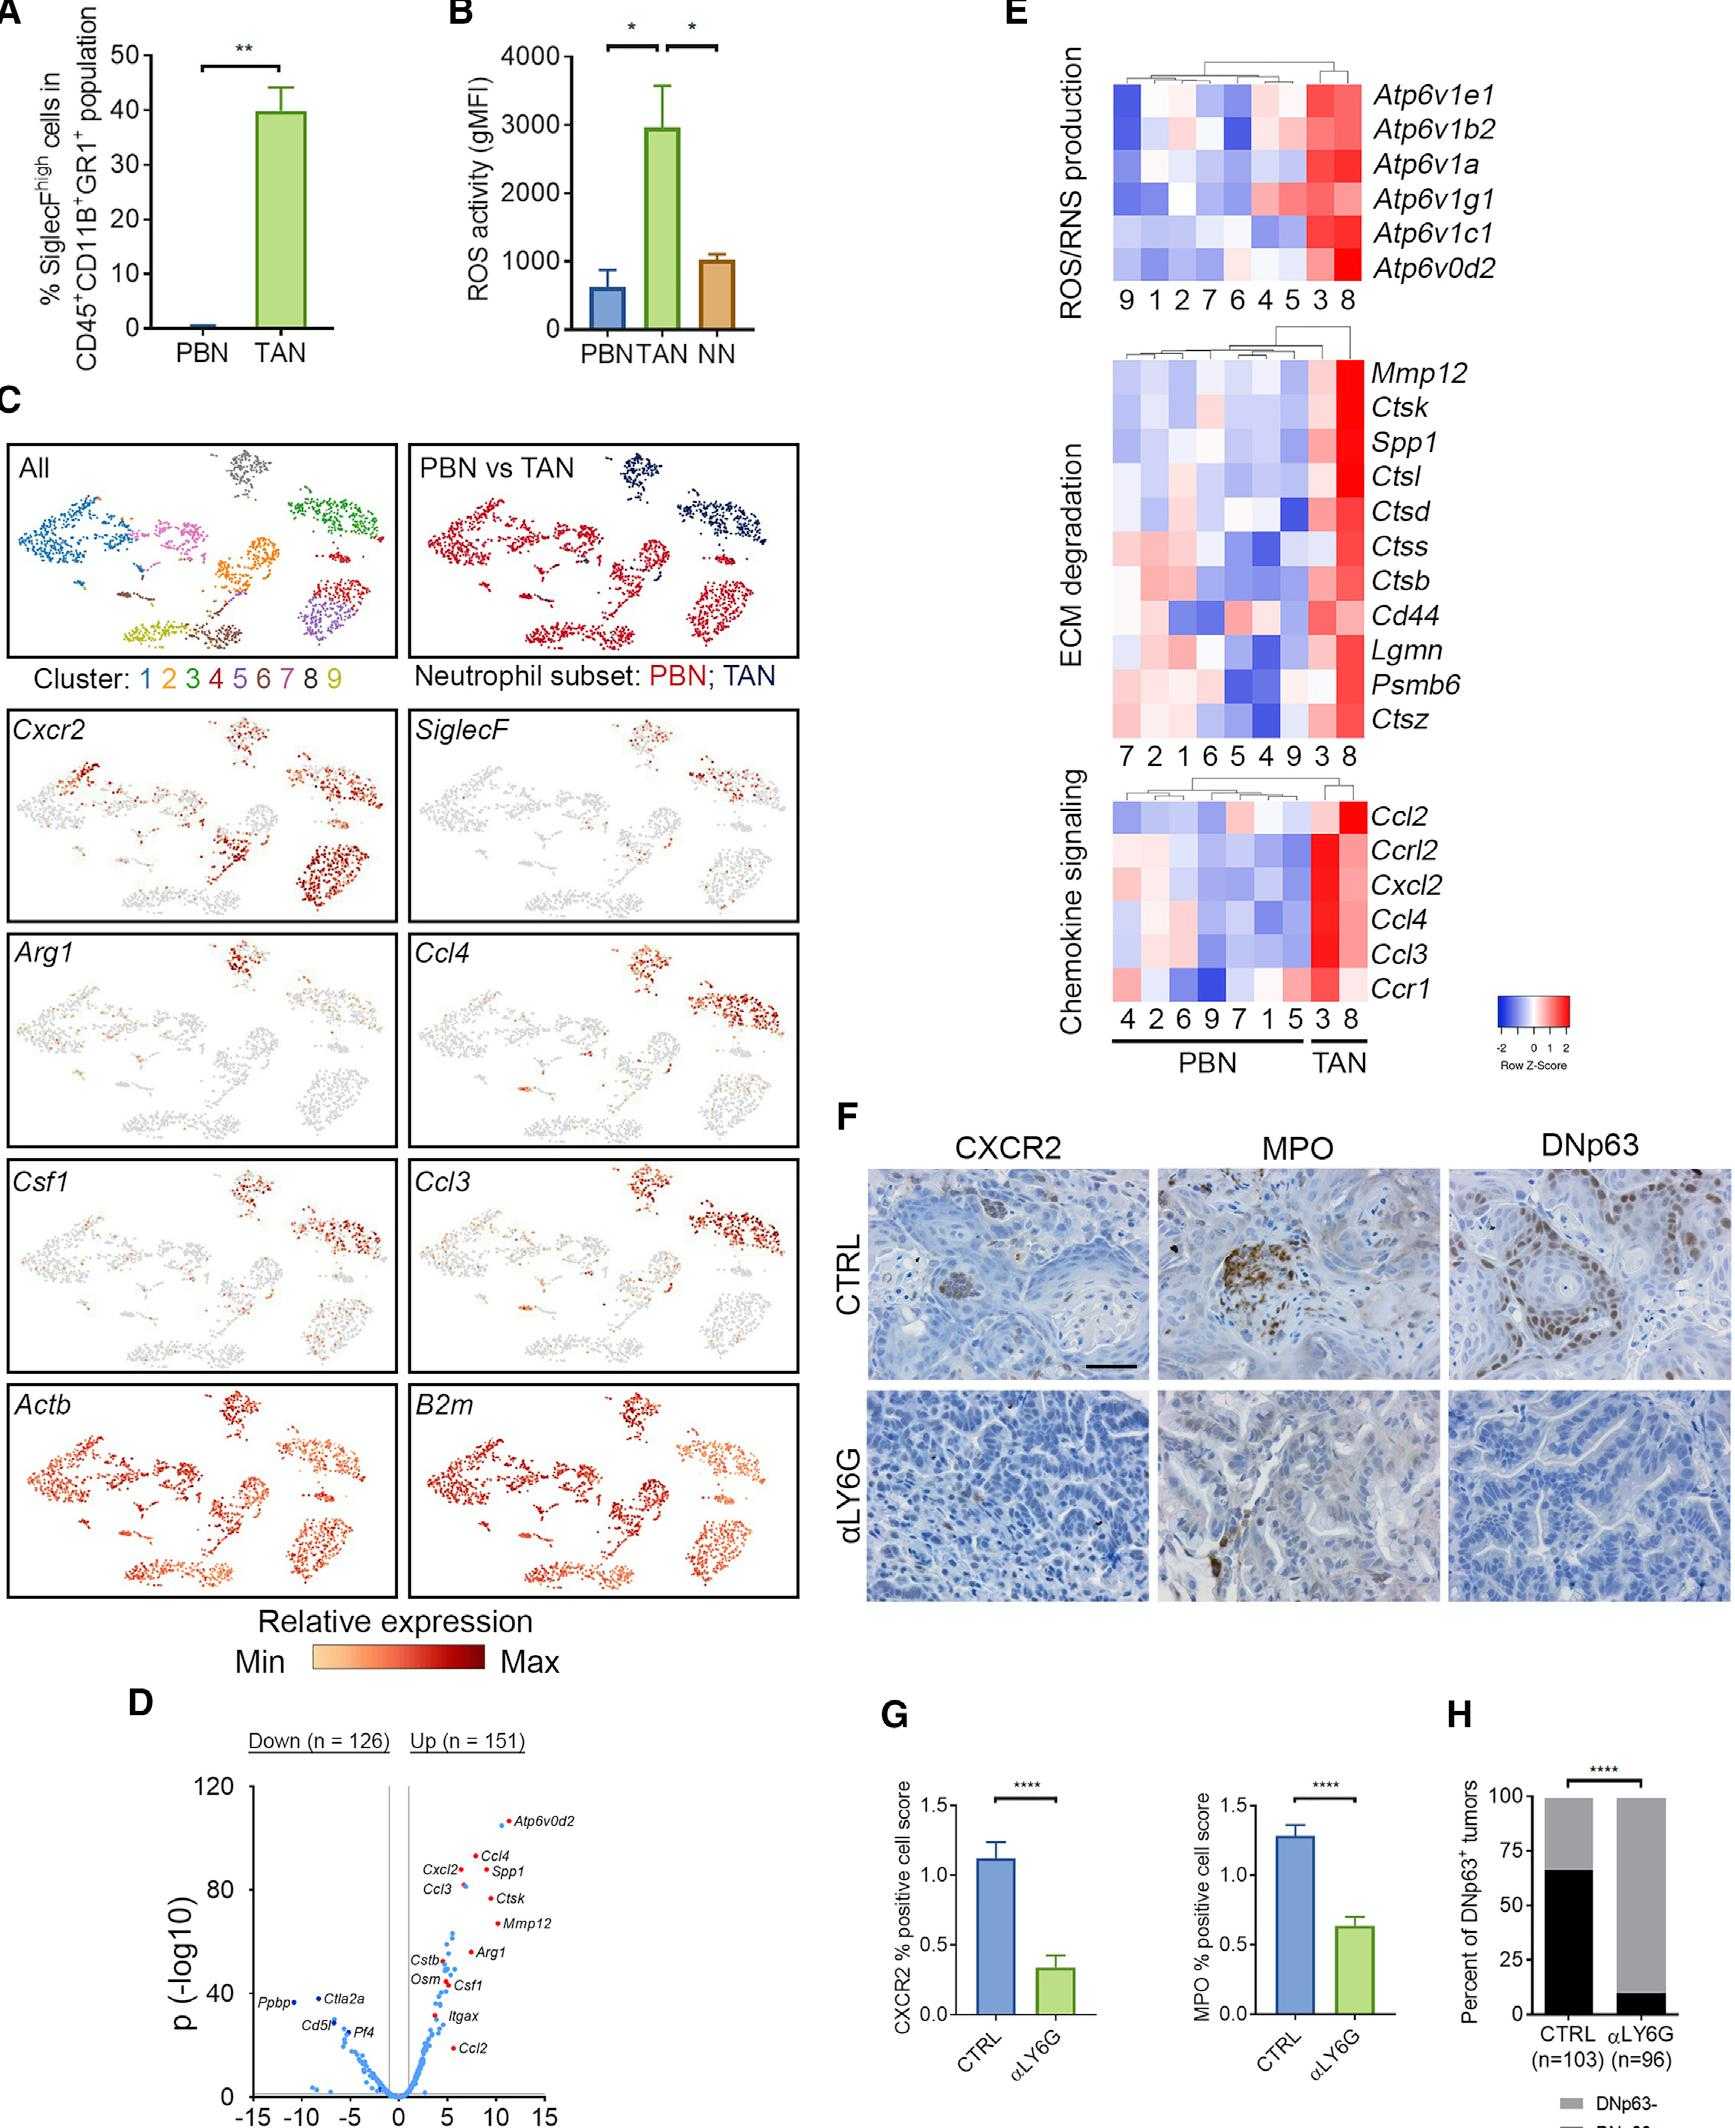 A
% SiglecFhigh cells in
CD45+CD11B+GR1+ population
50
40
30
20
10
0
**
PBN TAN
B
ROS activity (gMFI)
4000
3000
2000
1000
0
* *
PBN TAN NN
C
All
PBN vs TAN
Cluster: 1 2 3 4 5 6 7 8 9
Neutrophil subset: PBN; TAN
Cxcr2
SiglecF
Arg1
Ccl4
Csf1
Ccl3
Actb
B2m
Relative expression
Min Max
D
Down (n = 126) Up (n = 151)
p (-log10)
120
80
40
0
-15 -10 -5 0 5 10 15
Atp6v0d2
Ccl4
Cxcl2
Spp1
Ccl3
Ctsk
Mmp12
Arg1
Cstb
Osm
Csf1
Itgax
Ccl2
Ppbp
Ctla2a
Cd5l
Pf4
E
ROS/RNS production
Atp6v1e1
Atp6v1b2
Atp6v1a
Atp6v1g1
Atp6v1c1
Atp6v0d2
9 1 2 7 6 4 5 3 8
ECM degradation
Mmp12
Ctsk
Spp1
Ctsl
Ctsd
Ctss
Ctsb
Cd44
Lgmn
Psmb6
Ctsz
7 2 1 6 5 4 9 3 8
Chemokine signaling
Ccl2
Ccrl2
Cxcl2
Ccl4
Ccl3
Ccr1
4 2 6 9 7 1 5 3 8
PBN TAN
-2 0 1 2
Row Z-Score
F
CXCR2 MPO DNp63
CTRL
αLY6G
G
CXCR2 % positive cell score
1.5
1.0
0.5
0.0
****
CTRL
αLY6G
MPO % positive cell score
1.5
1.0
0.5
0.0
****
CTRL
αLY6G
H
Percent of DNp63+ tumors
100
75
50
25
0
****
CTRL αLY6G
(n=103) (n=96)
DNp63-